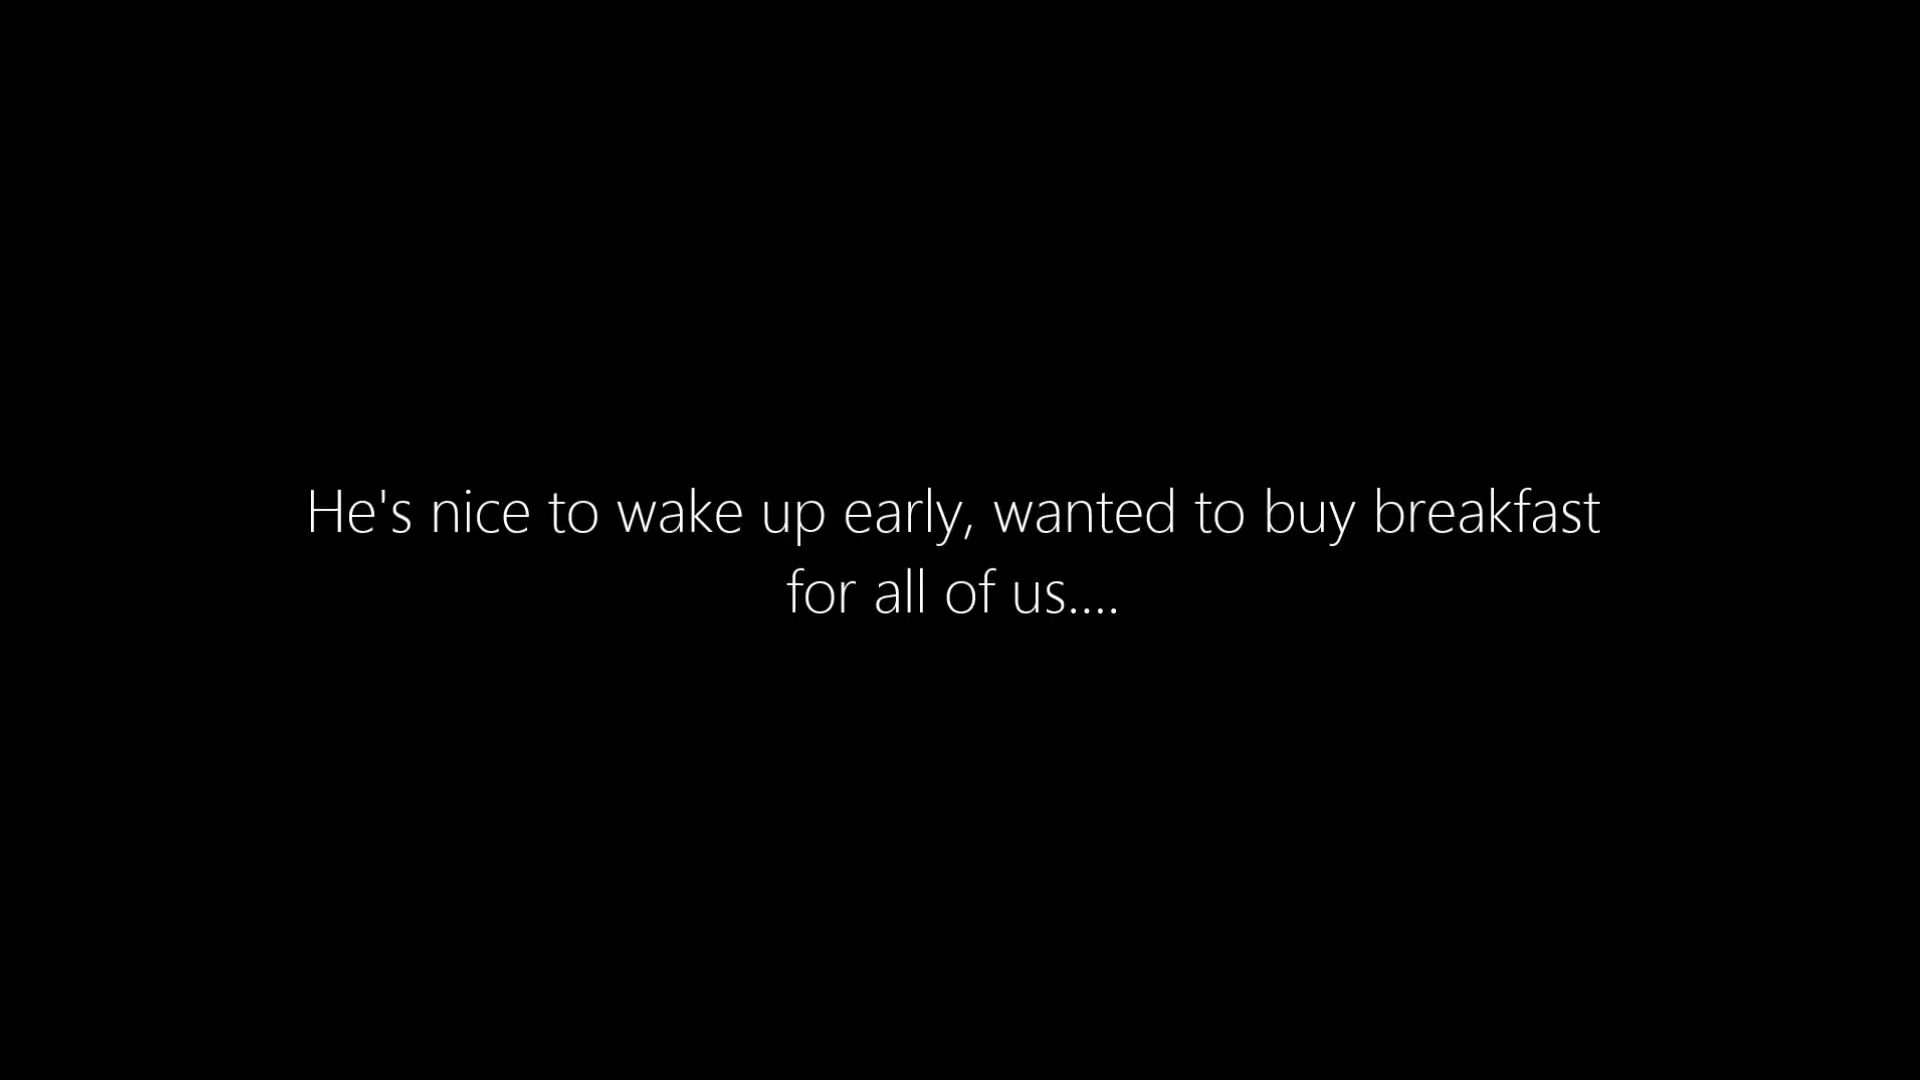 He's nice to wake up early, wanted to buy breakfast
for all of us....